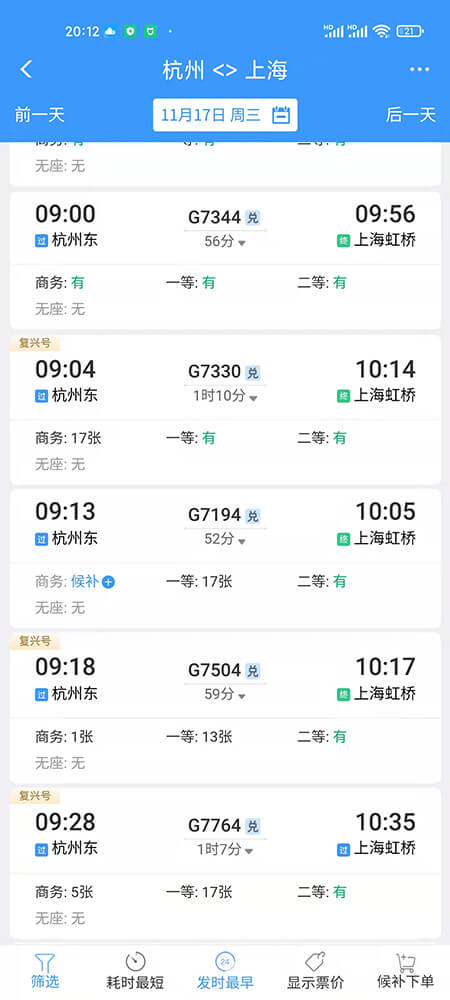 20:12 HD HD 21
杭州 <> 上海
前一天 11月17日 周三 后一天
无座: 无
09:00 G7344 兑 09:56
过 杭州东 56分 终 上海虹桥
商务: 有 一等: 有 二等: 有
无座: 无
复兴号
09:04 G7330 兑 10:14
过 杭州东 1时10分 终 上海虹桥
商务: 17张 一等: 有 二等: 有
无座: 无
09:13 G7194 兑 10:05
过 杭州东 52分 终 上海虹桥
商务: 候补 一等: 17张 二等: 有
无座: 无
复兴号
09:18 G7504 兑 10:17
过 杭州东 59分 终 上海虹桥
商务: 1张 一等: 13张 二等: 有
无座: 无
复兴号
09:28 G7764 兑 10:35
过 杭州东 1时7分 过 上海虹桥
商务: 5张 一等: 17张 二等: 有
无座: 无
24
筛选 耗时最短 发时最早 显示票价 候补下单